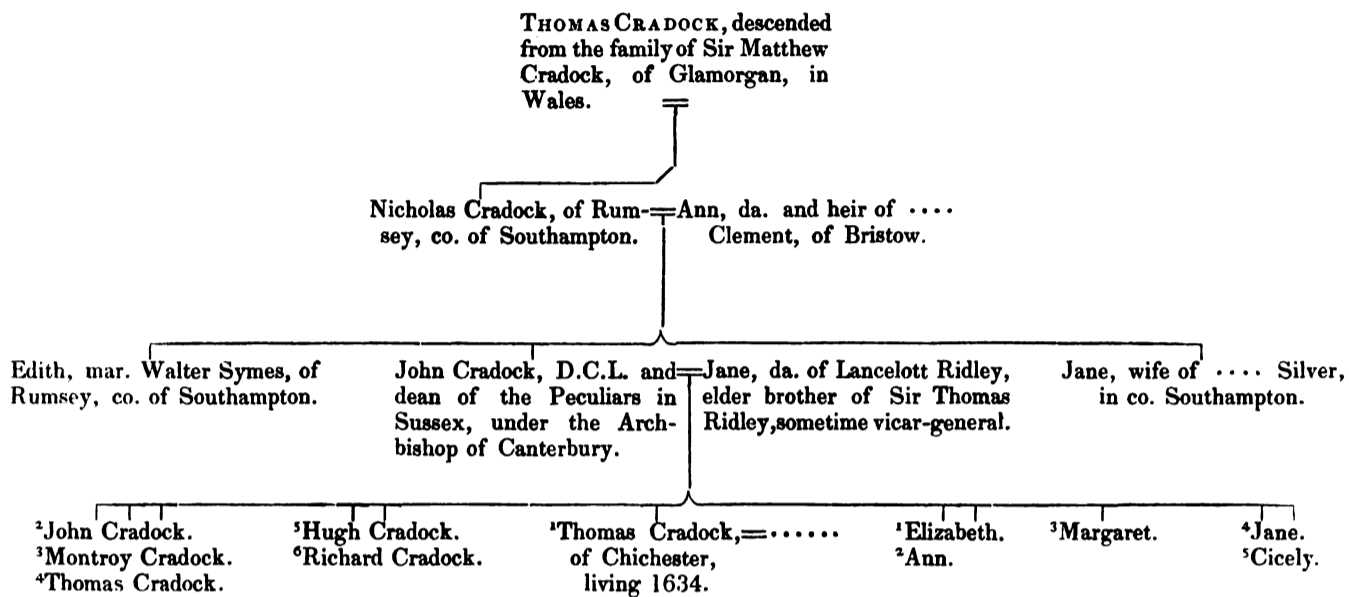 THOMAS CRADOCK, descended
from the family of Sir Matthew
Cradock, of Glamorgan, in
Wales.
Nicholas Cradock, of Rum-
sey, co. of Southampton.
Ann, da. and heir of ····
Clement, of Bristow.
Edith, mar. Walter Symes, of
Rumsey, co. of Southampton.
John Cradock, D.C.L. and
dean of the Peculiars in
Sussex, under the Arch-
bishop of Canterbury.
Jane, da. of Lancelott Ridley,
elder brother of Sir Thomas
Ridley, sometime vicar-general.
Jane, wife of ···· Silver,
in co. Southampton.
²John Cradock.
³Montroy Cradock.
⁴Thomas Cradock.
⁵Hugh Cradock.
⁶Richard Cradock.
¹Thomas Cradock,=······
of Chichester,
living 1634.
¹Elizabeth.
²Ann.
³Margaret.
⁴Jane.
⁵Cicely.